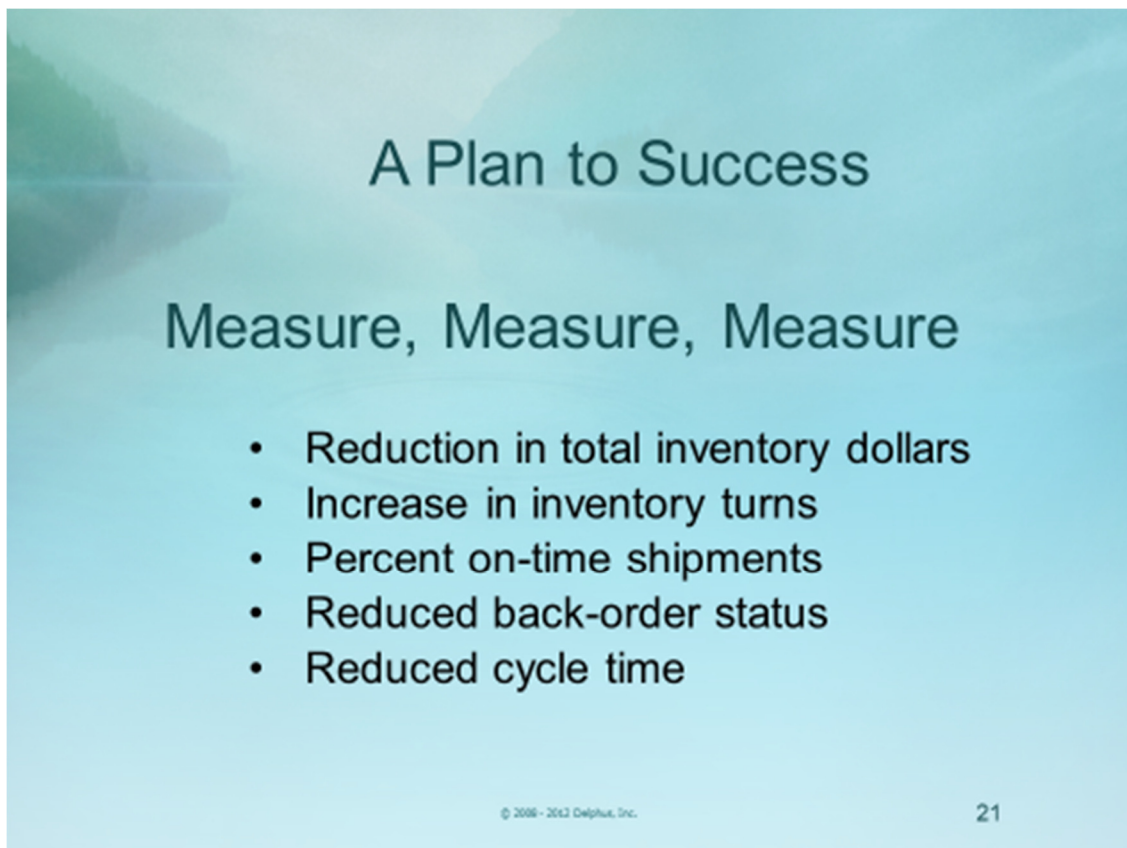 A Plan to Success
Measure, Measure, Measure
• Reduction in total inventory dollars
• Increase in inventory turns
• Percent on-time shipments
• Reduced back-order status
• Reduced cycle time
© - 2012 Delphus, Inc.
21